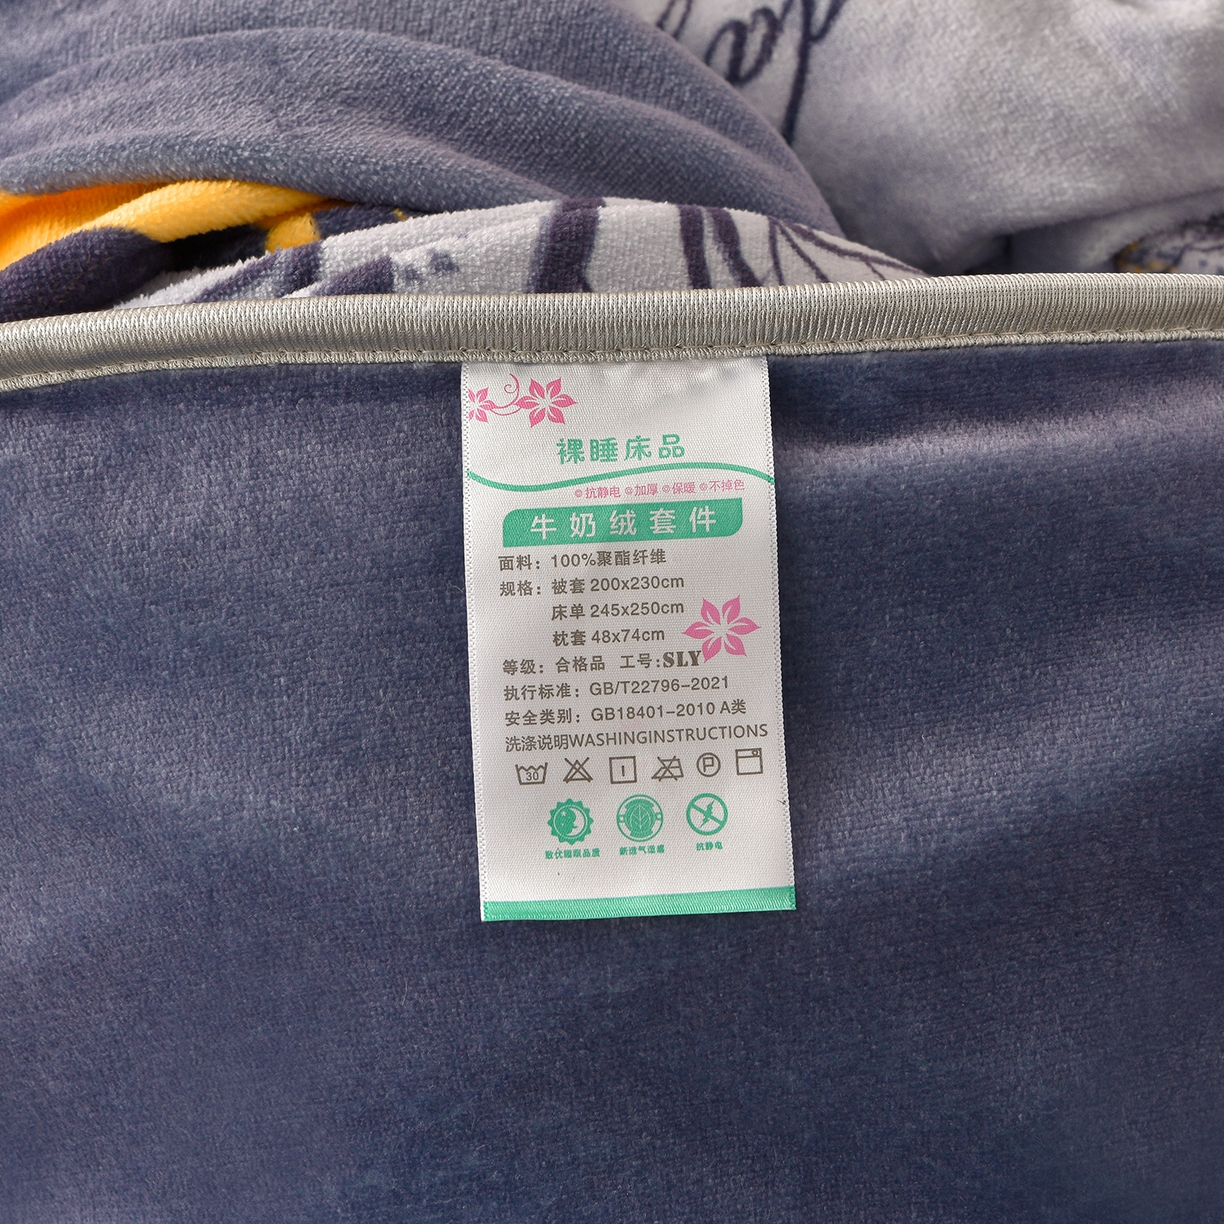 裸睡床品
抗静电 加厚 保暖 不掉色
牛奶绒套件
面料：100%聚酯纤维
规格：被套 200x230cm
床单 245x250cm
枕套 48x74cm
等级：合格品 工号:SLY
执行标准：GB/T22796-2021
安全类别：GB18401-2010 A类
洗涤说明WASHINGINSTRUCTIONS
30 P
抗静电